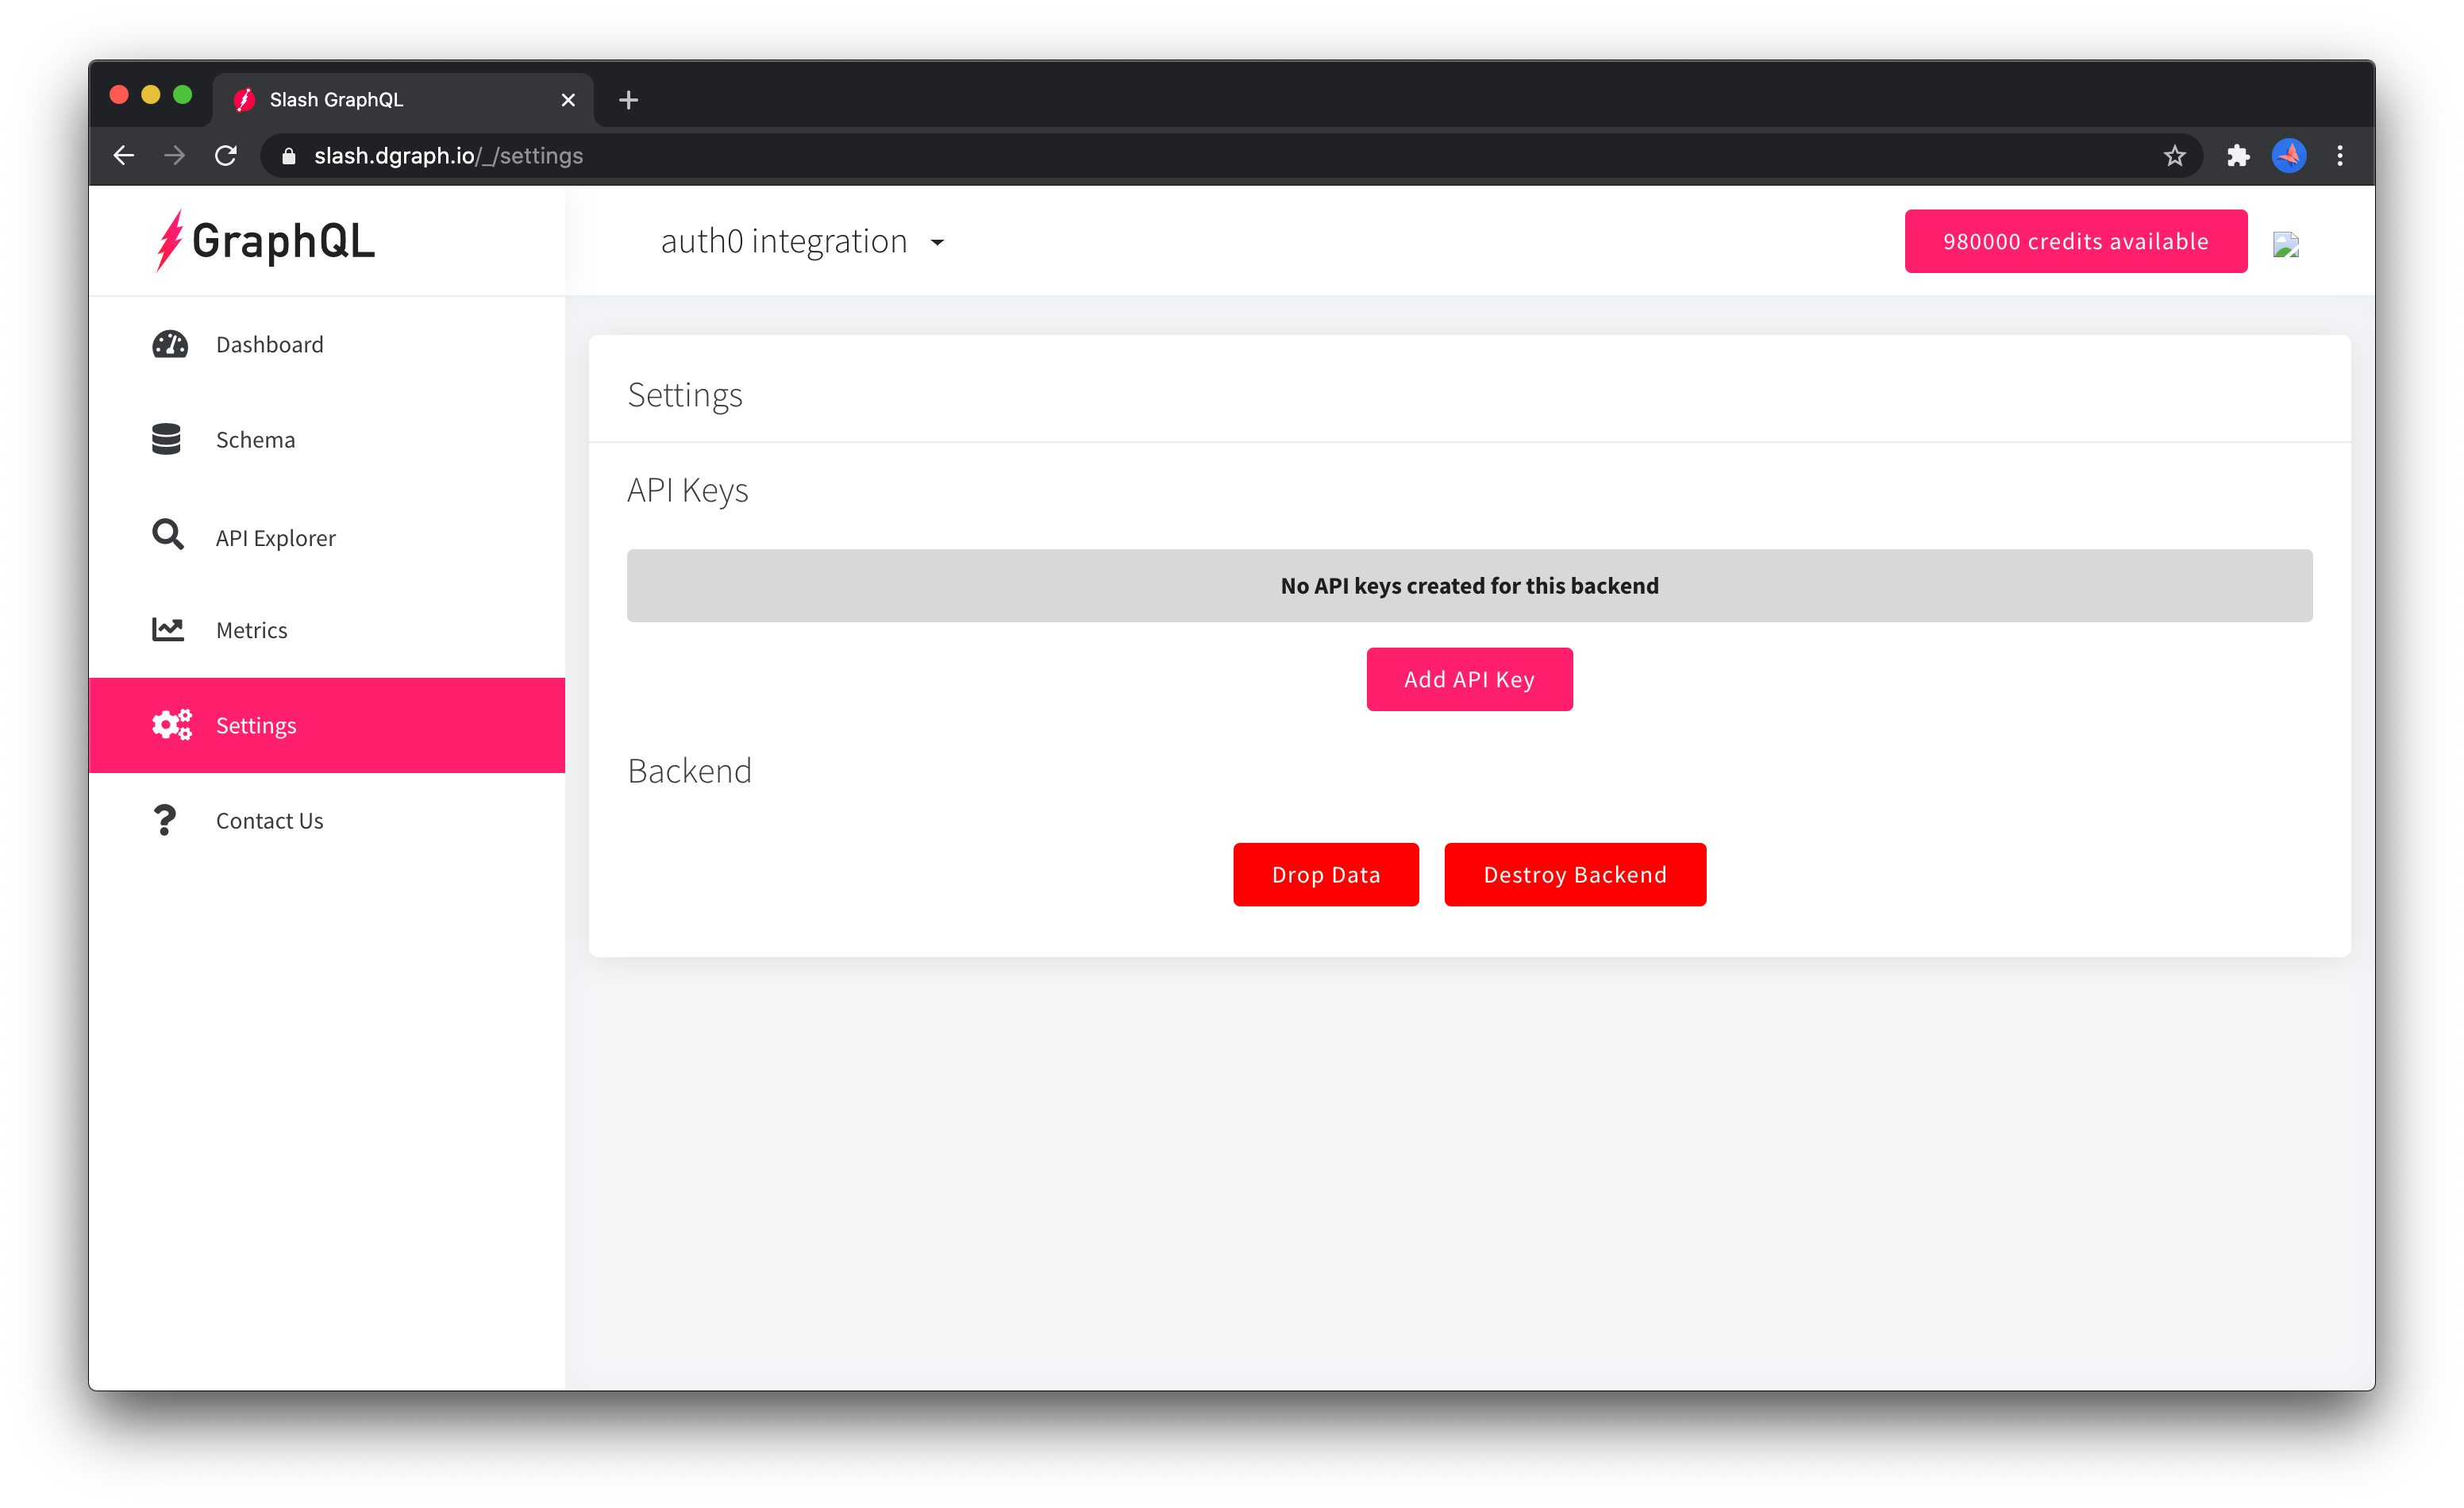 Slash GraphQL
slash.dgraph.io/_/settings
GraphQL
auth0 integration
980000 credits available
Dashboard
Schema
API Explorer
Metrics
Settings
Contact Us
Settings
API Keys
No API keys created for this backend
Add API Key
Backend
Drop Data
Destroy Backend